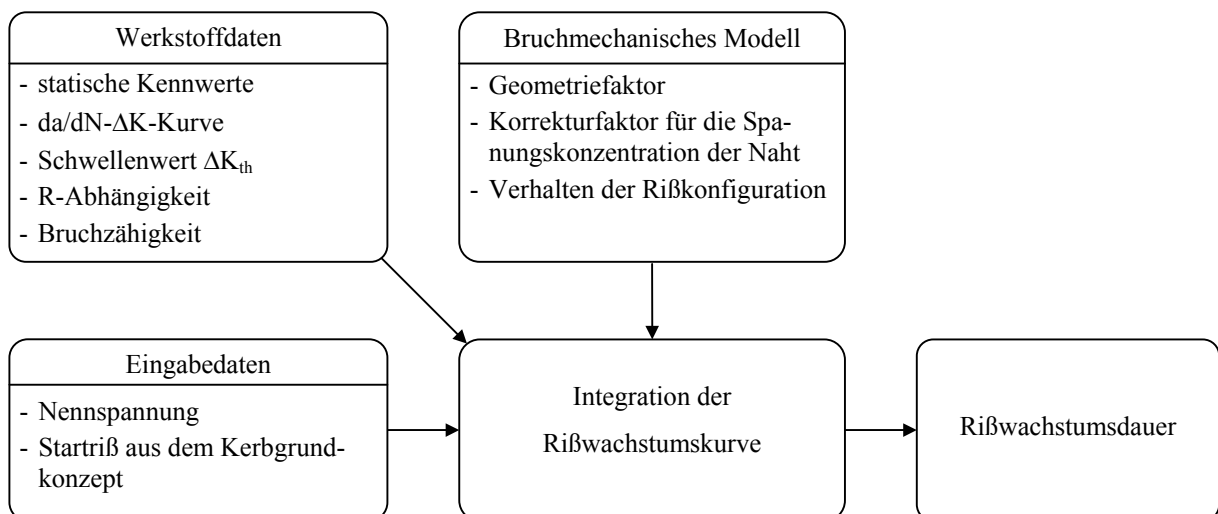 Werkstoffdaten
- statische Kennwerte
- da/dN-ΔK-Kurve
- Schwellenwert ΔKth
- R-Abhängigkeit
- Bruchzähigkeit
Bruchmechanisches Modell
- Geometriefaktor
- Korrekturfaktor für die Spa-
nungskonzentration der Naht
- Verhalten der Rißkonfiguration
Eingabedaten
- Nennspannung
- Startriß aus dem Kerbgrund-
konzept
Integration der
Rißwachstumskurve
Rißwachstumsdauer